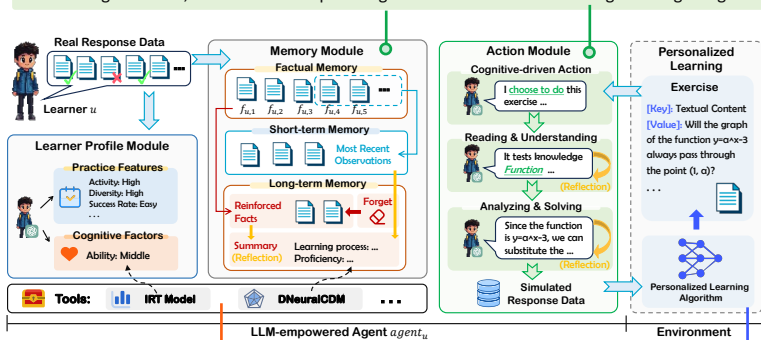 Real Response Data
Learner u
Learner Profile Module
Practice Features
Activity: High
Diversity: High
Success Rate: Easy
. . .
Cognitive Factors
Ability: Middle
Memory Module
Factual Memory
f_{u,1} f_{u,2} f_{u,3} f_{u,4} f_{u,5}
Short-term Memory
Most Recent
Observations
Long-term Memory
Reinforced
Facts
Forget
Summary
(Reflection)
Learning process: ...
Proficiency: ...
Action Module
Cognitive-driven Action
I choose to do this
exercise ...
Reading & Understanding
It tests knowledge
Function ...
(Reflection)
Analyzing & Solving
Since the function
is y=a^x-3, we can
substitute the ...
(Reflection)
Simulated
Response Data
Personalized
Learning
Exercise
[Key]: Textual Content
[Value]: Will the graph
of the function y=a^x-3
always pass through
the point (1, a)?
. . .
Personalized Learning
Algorithm
Tools: IRT Model DNeuralCDM ...
LLM-empowered Agent agent_u
Environment